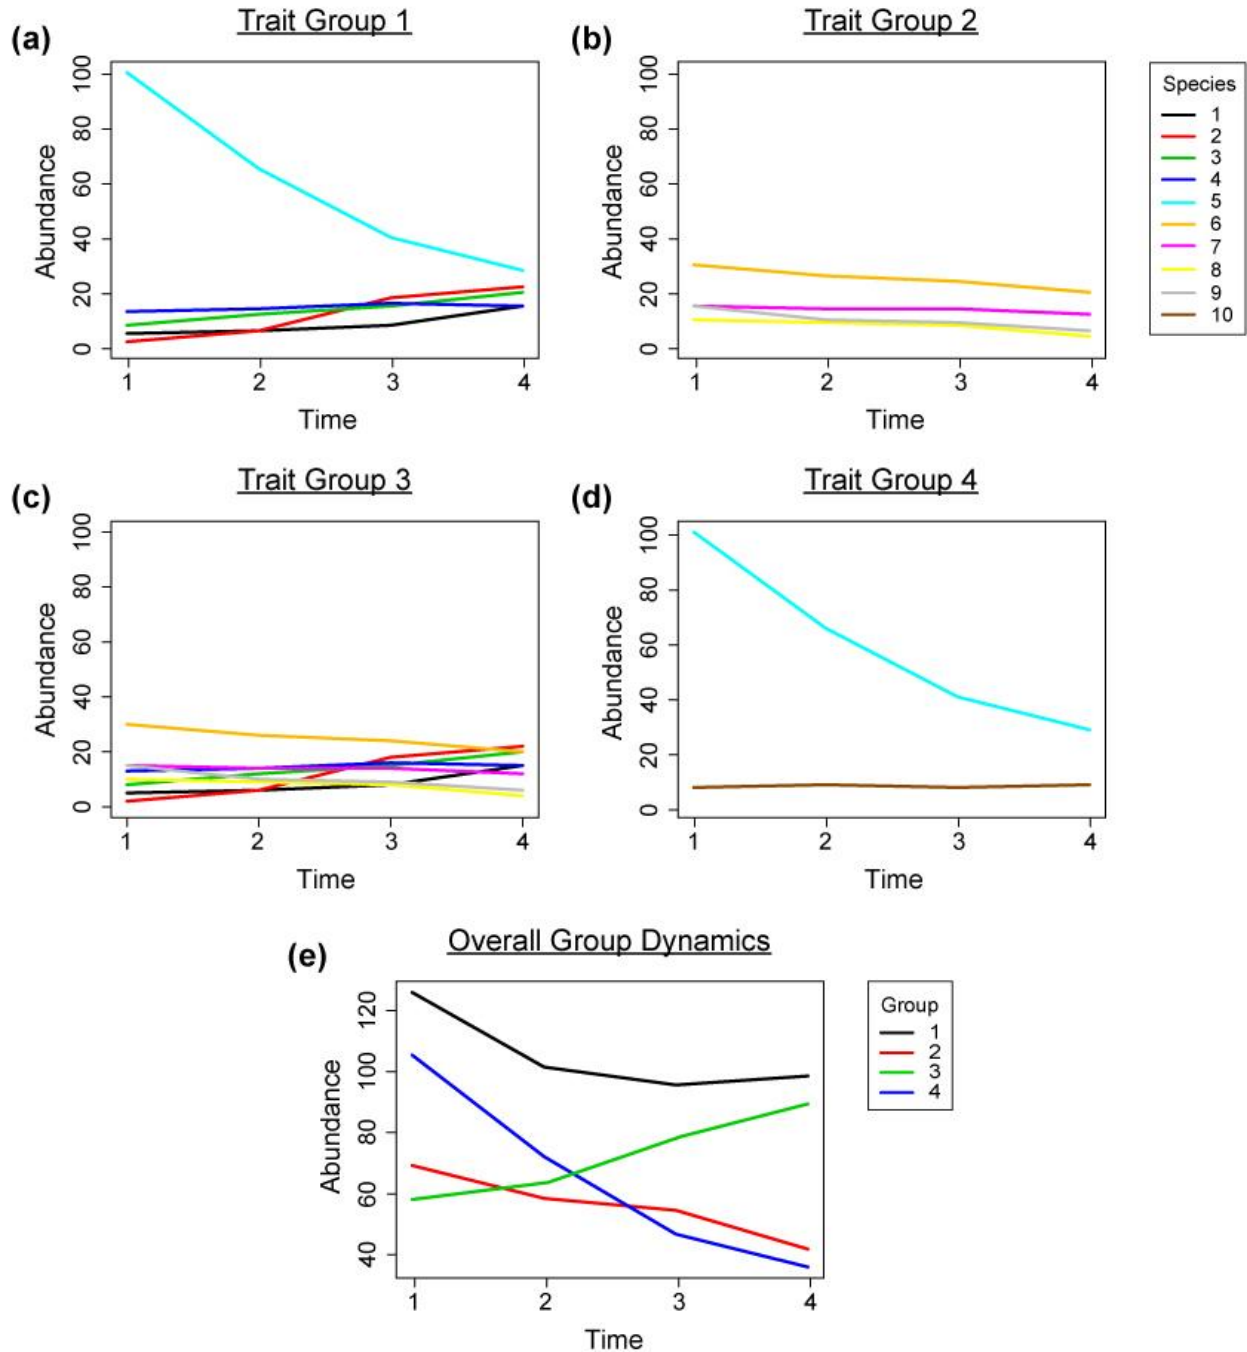 (a)
Trait Group 1
Abundance
0 20 40 60 80 100
1 2 3 4
Time
(b)
Trait Group 2
Abundance
0 20 40 60 80 100
1 2 3 4
Time
Species
1
2
3
4
5
6
7
8
9
10
(c)
Trait Group 3
Abundance
0 20 40 60 80 100
1 2 3 4
Time
(d)
Trait Group 4
Abundance
0 20 40 60 80 100
1 2 3 4
Time
(e)
Overall Group Dynamics
Abundance
40 60 80 100 120
1 2 3 4
Time
Group
1
2
3
4